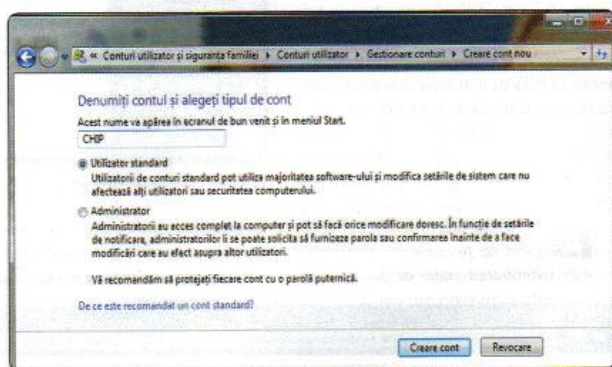 « Conturi utilizator și siguranța familiei ▸ Conturi utilizator ▸ Gestionare conturi ▸ Creare cont nou
Denumiți contul și alegeți tipul de cont
Acest nume va apărea în ecranul de bun venit și în meniul Start.
CHIP
Utilizator standard
Utilizatorii de conturi standard pot utiliza majoritatea software-ului și modifica setările de sistem care nu
afectează alți utilizatori sau securitatea computerului.
Administrator
Administratorii au acces complet la computer și pot să facă orice modificare doresc. În funcție de setările
de notificare, administratorilor li se poate solicita să furnizeze parola sau confirmarea înainte de a face
modificări care au efect asupra altor utilizatori.
Vă recomandăm să protejați fiecare cont cu o parolă puternică.
De ce este recomandat un cont standard?
Creare cont
Revocare